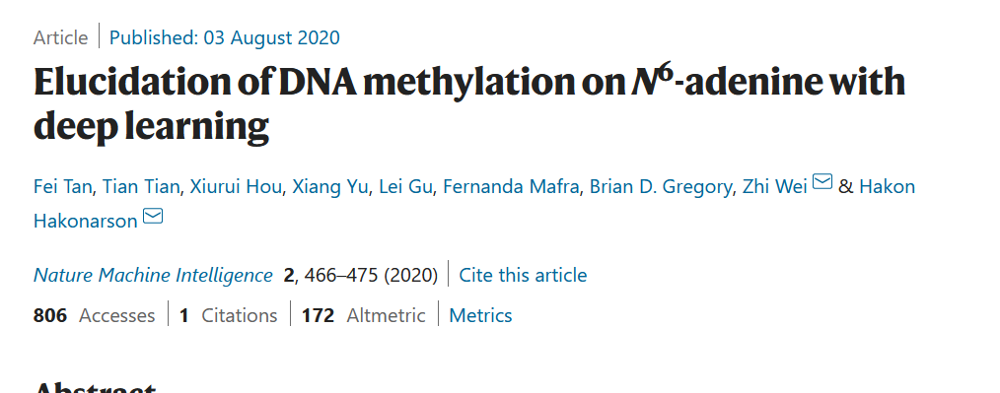 Article | Published: 03 August 2020
Elucidation of DNA methylation on N⁶-adenine with
deep learning
Fei Tan, Tian Tian, Xiurui Hou, Xiang Yu, Lei Gu, Fernanda Mafra, Brian D. Gregory, Zhi Wei & Hakon
Hakonarson
Nature Machine Intelligence 2, 466–475 (2020) | Cite this article
806 Accesses | 1 Citations | 172 Altmetric | Metrics
Abstract